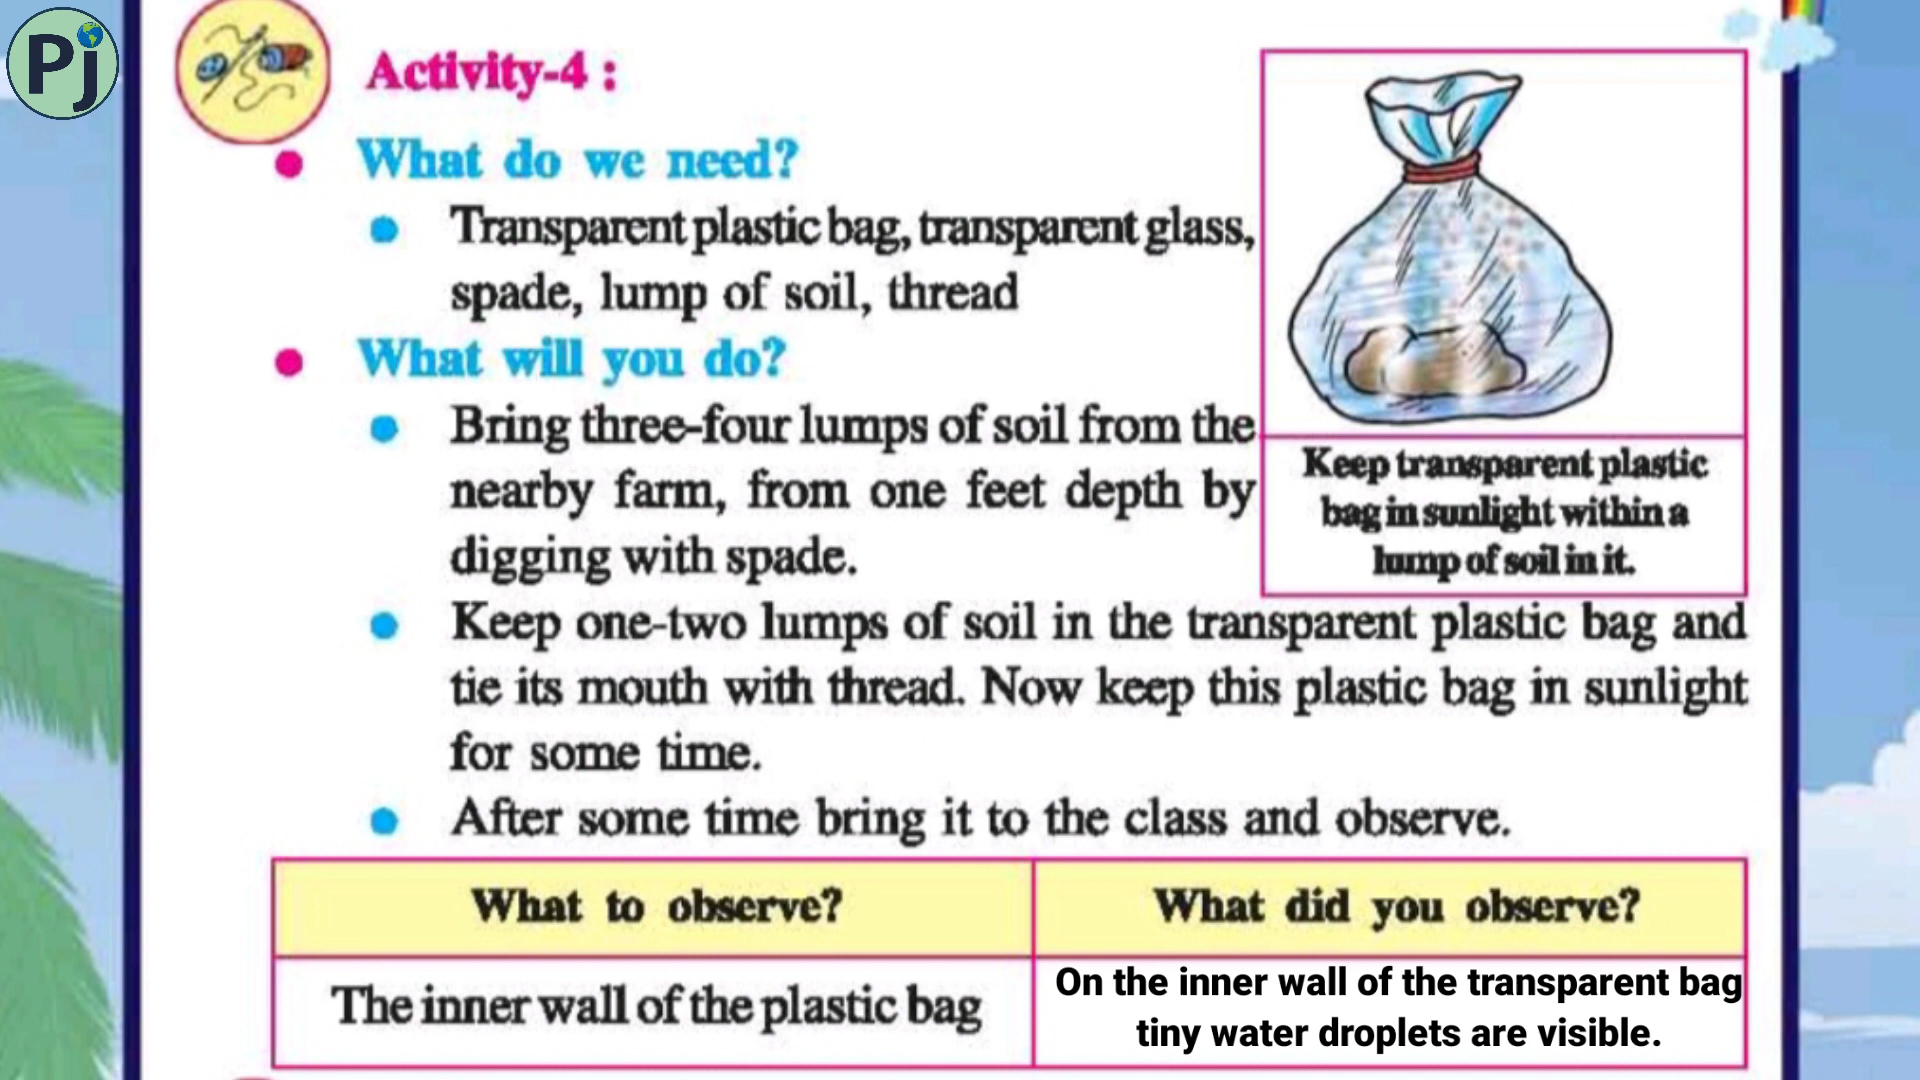 Pj
Activity-4 :
What do we need?
Transparent plastic bag, transparent glass,
spade, lump of soil, thread
What will you do?
Bring three-four lumps of soil from the
nearby farm, from one feet depth by
digging with spade.
Keep transparent plastic
bag in sunlight within a
lump of soil in it.
Keep one-two lumps of soil in the transparent plastic bag and
tie its mouth with thread. Now keep this plastic bag in sunlight
for some time.
After some time bring it to the class and observe.
What to observe?
What did you observe?
The inner wall of the plastic bag
On the inner wall of the transparent bag
tiny water droplets are visible.